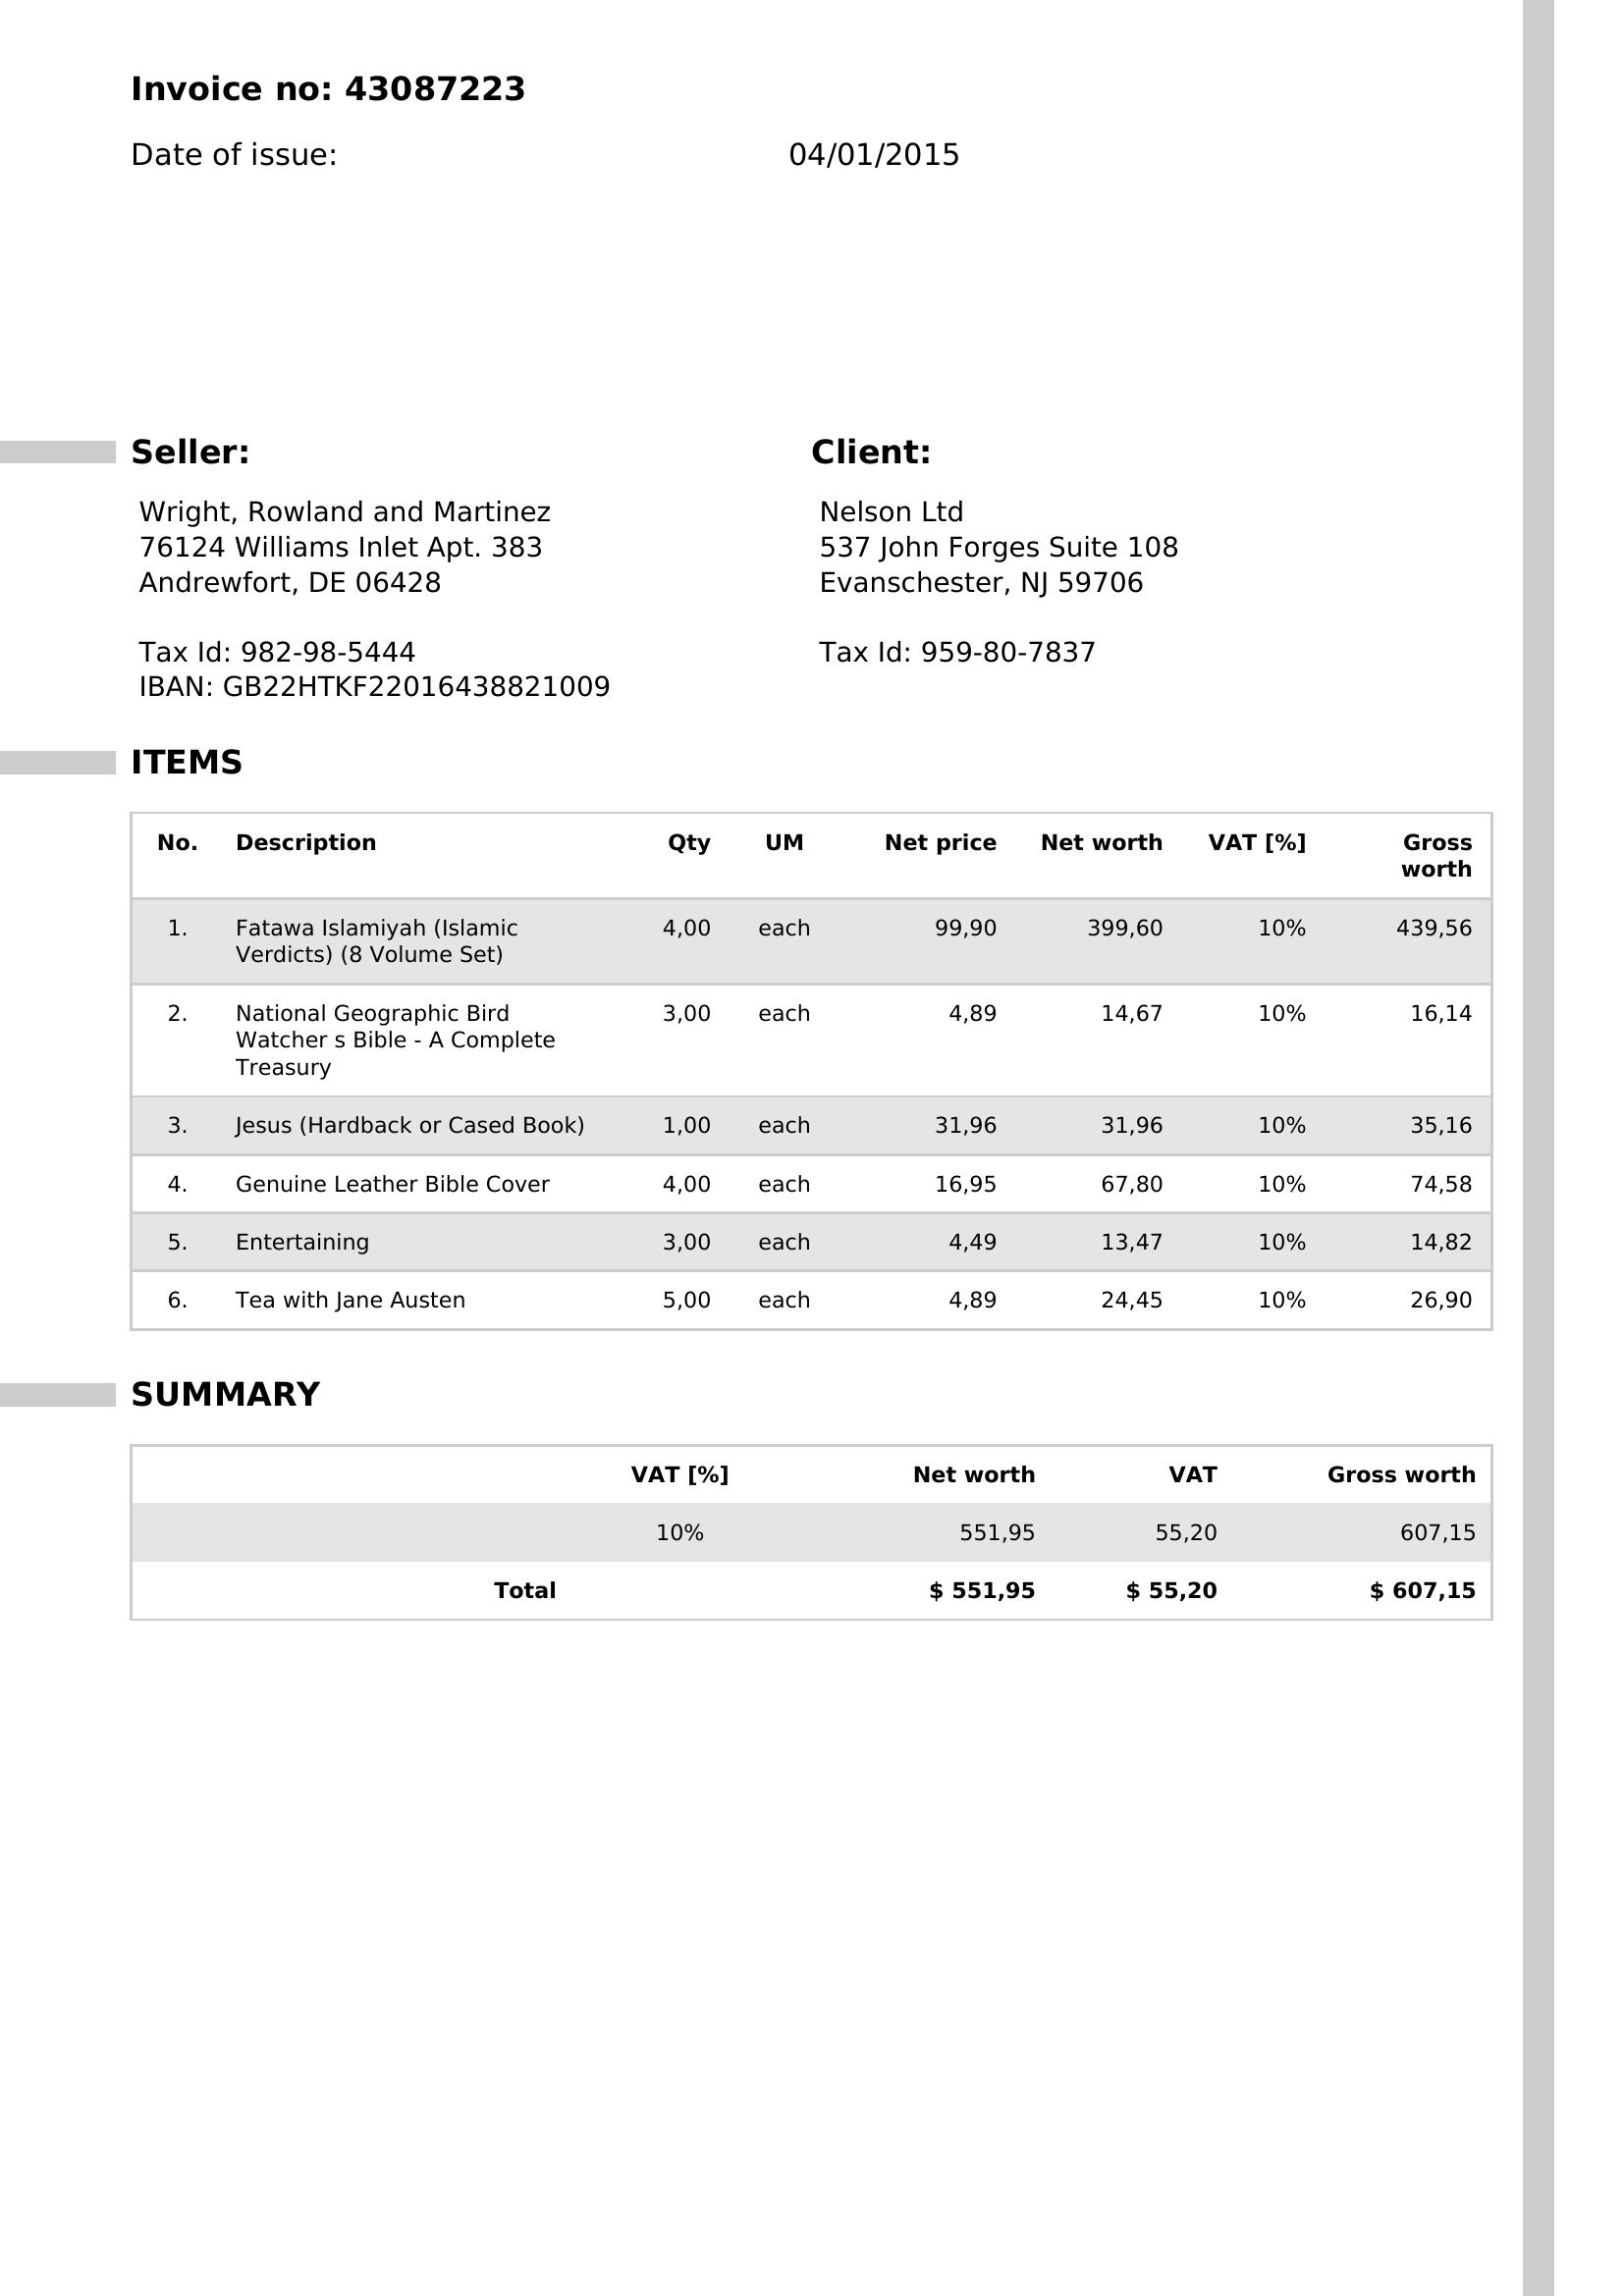 Invoice no: 43087223
Date of issue: 04/01/2015
Seller: Client:
Wright, Rowland and Martinez
76124 Williams Inlet Apt. 383
Andrewfort, DE 06428
Tax Id: 982-98-5444
IBAN: GB22HTKF22016438821009
Nelson Ltd
537 John Forges Suite 108
Evanschester, NJ 59706
Tax Id: 959-80-7837
ITEMS
No. Description Qty UM Net price Net worth VAT [%] Gross
worth
1. Fatawa Islamiyah (Islamic 4,00 each 99,90 399,60 10% 439,56
Verdicts) (8 Volume Set)
2. National Geographic Bird 3,00 each 4,89 14,67 10% 16,14
Watcher s Bible - A Complete
Treasury
3. Jesus (Hardback or Cased Book) 1,00 each 31,96 31,96 10% 35,16
4. Genuine Leather Bible Cover 4,00 each 16,95 67,80 10% 74,58
5. Entertaining 3,00 each 4,49 13,47 10% 14,82
6. Tea with Jane Austen 5,00 each 4,89 24,45 10% 26,90
SUMMARY
VAT [%] Net worth VAT Gross worth
10% 551,95 55,20 607,15
Total $ 551,95 $ 55,20 $ 607,15